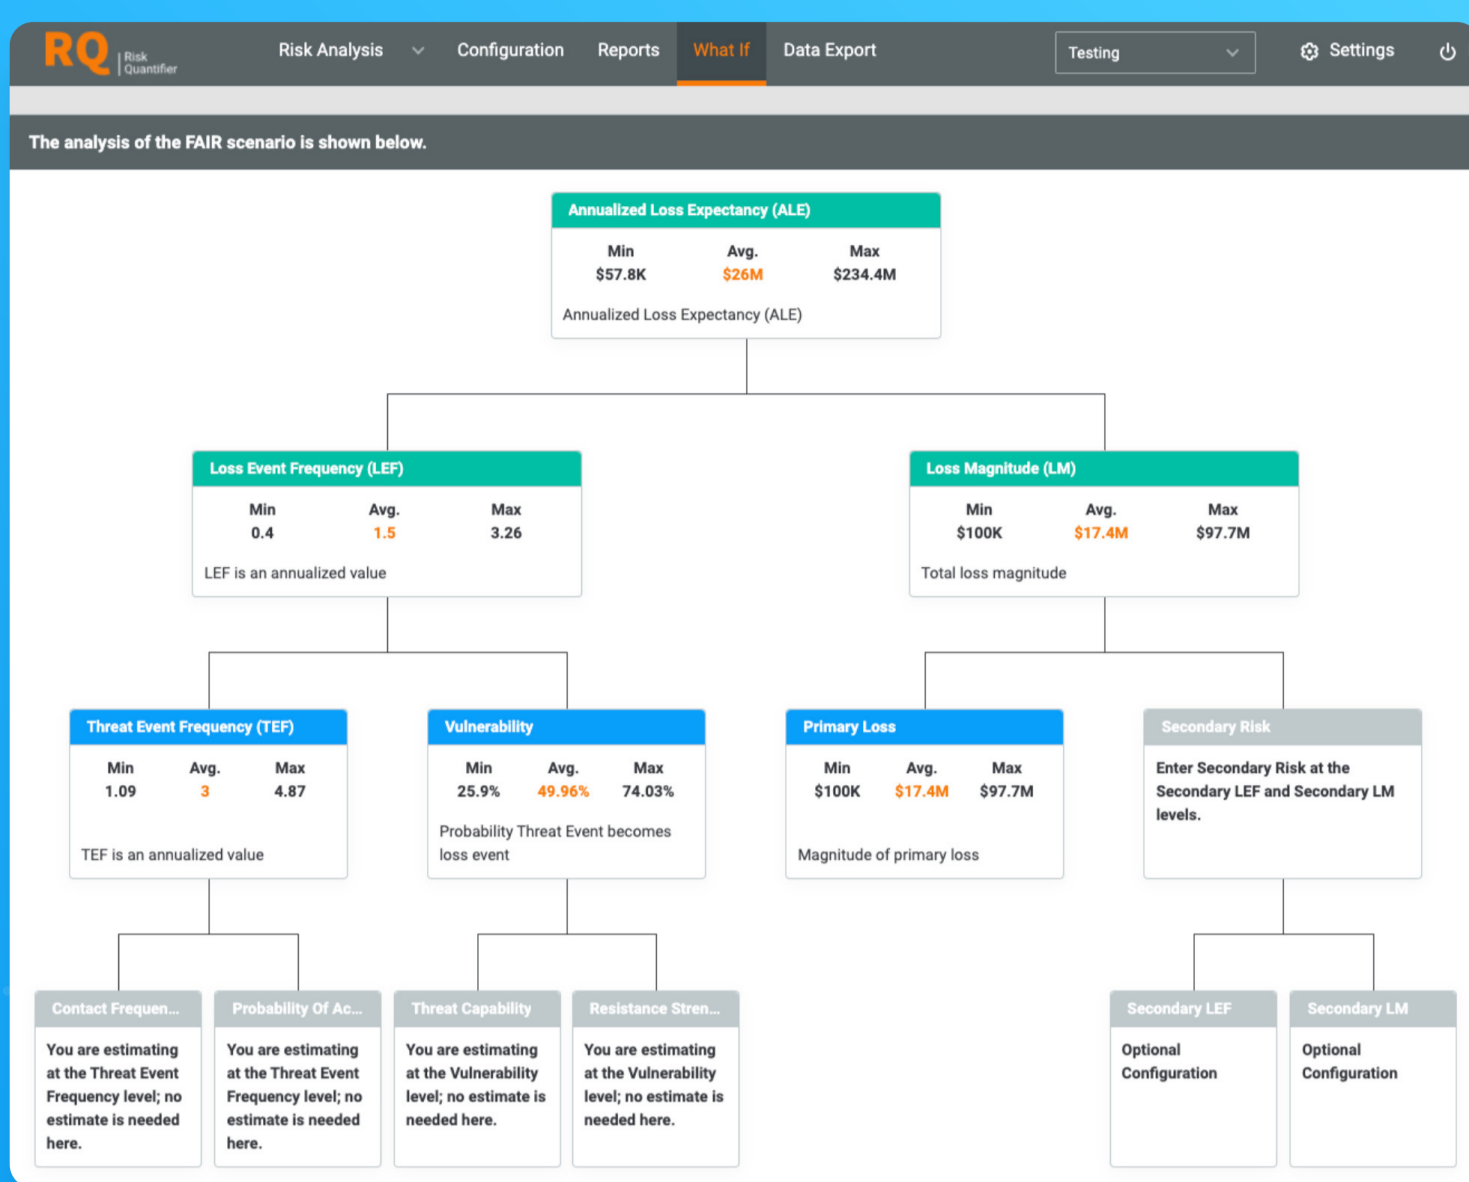 RQ Risk Quantifier
Risk Analysis Configuration Reports What If Data Export Testing Settings
The analysis of the FAIR scenario is shown below.
Annualized Loss Expectancy (ALE)
Min Avg. Max
$57.8K $26M $234.4M
Annualized Loss Expectancy (ALE)
Loss Event Frequency (LEF)
Min Avg. Max
0.4 1.5 3.26
LEF is an annualized value
Loss Magnitude (LM)
Min Avg. Max
$100K $17.4M $97.7M
Total loss magnitude
Threat Event Frequency (TEF)
Min Avg. Max
1.09 3 4.87
TEF is an annualized value
Vulnerability
Min Avg. Max
25.9% 49.96% 74.03%
Probability Threat Event becomes
loss event
Primary Loss
Min Avg. Max
$100K $17.4M $97.7M
Magnitude of primary loss
Secondary Risk
Enter Secondary Risk at the
Secondary LEF and Secondary LM
levels.
Contact Frequen...
You are estimating
at the Threat Event
Frequency level; no
estimate is needed
here.
Probability Of Ac...
You are estimating
at the Threat Event
Frequency level; no
estimate is needed
here.
Threat Capability
You are estimating
at the Vulnerability
level; no estimate is
needed here.
Resistance Stren...
You are estimating
at the Vulnerability
level; no estimate is
needed here.
Secondary LEF
Optional
Configuration
Secondary LM
Optional
Configuration